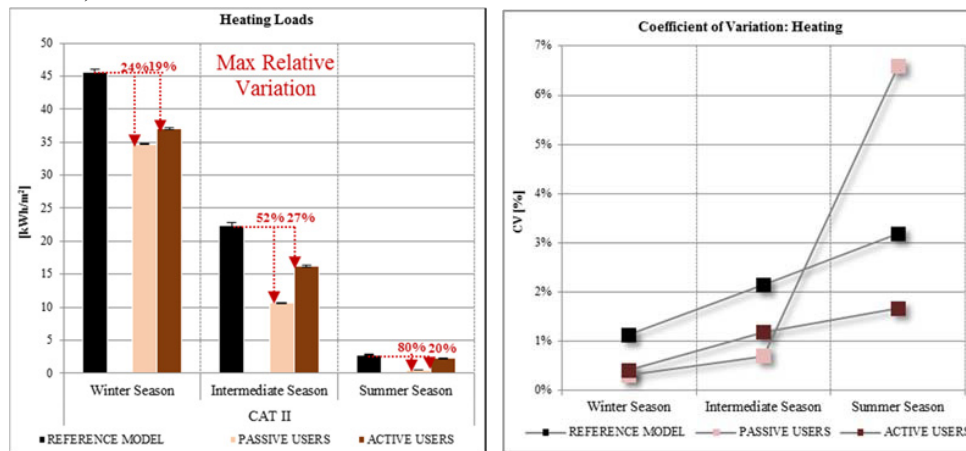 Heating Loads
50
45
40
35
30
25
20
15
10
5
0
[kWh/m²]
24% 19%
Max Relative
Variation
52% 27%
80% 20%
Winter Season
Intermediate Season
Summer Season
CAT II
REFERENCE MODEL
PASSIVE USERS
ACTIVE USERS
Coefficient of Variation: Heating
7%
6%
5%
4%
3%
2%
1%
0%
CV [%]
Winter Season
Intermediate Season
Summer Season
REFERENCE MODEL
PASSIVE USERS
ACTIVE USERS